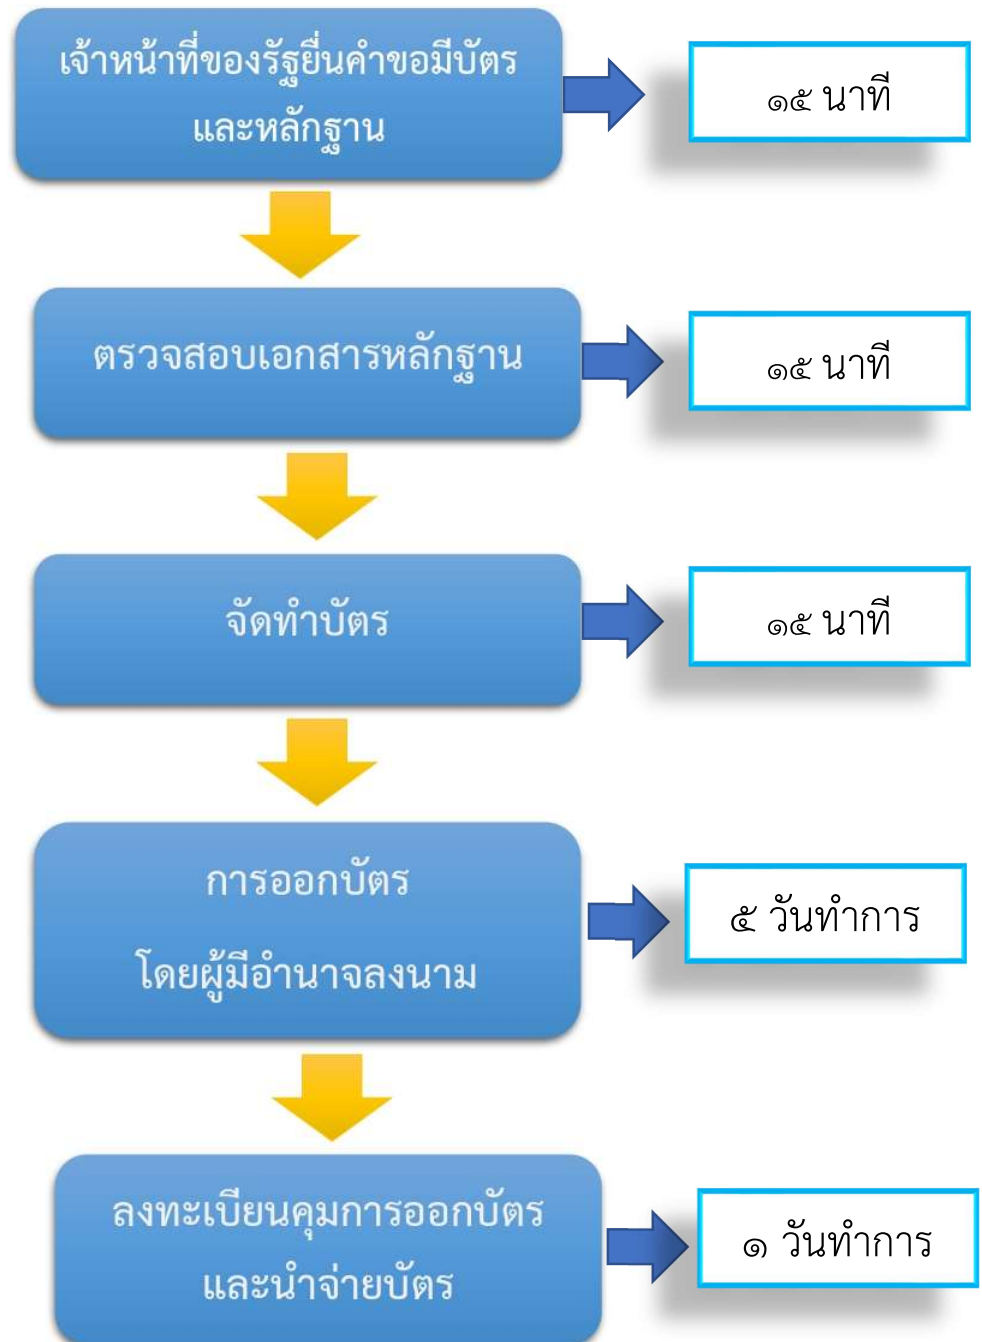 เจ้าหน้าที่ของรัฐยื่นคำขอมีบัตร
และหลักฐาน
๑๕ นาที
ตรวจสอบเอกสารหลักฐาน
๑๕ นาที
จัดทำบัตร
๑๕ นาที
การออกบัตร
โดยผู้มีอำนาจลงนาม
๕ วันทำการ
ลงทะเบียนคุมการออกบัตร
และนำจ่ายบัตร
๑ วันทำการ